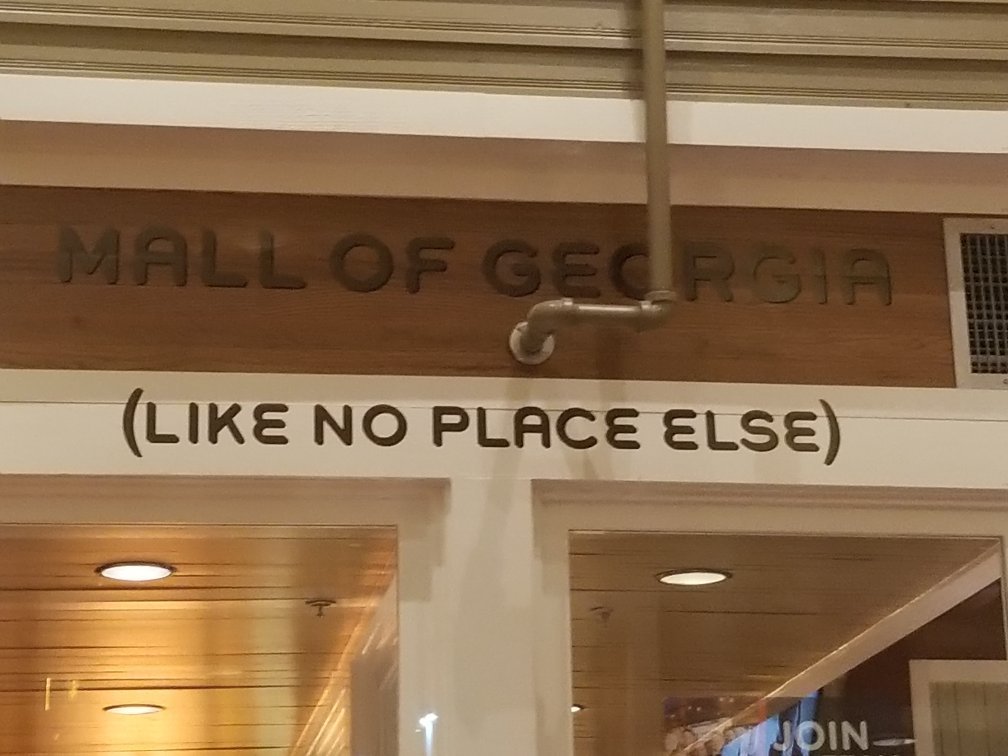 MALL OF GEORGIA
(LIKE NO PLACE ELSE)
JOIN